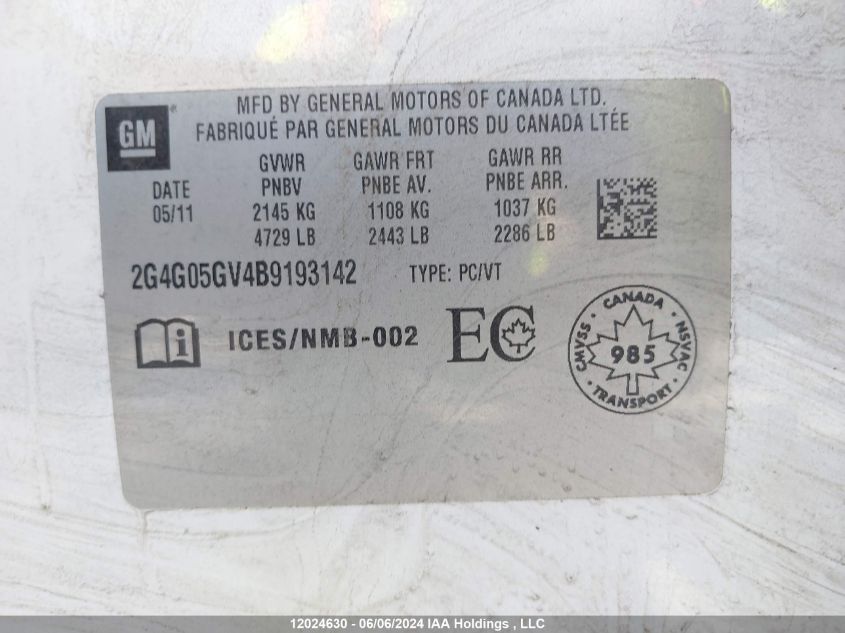 GM
MFD BY GENERAL MOTORS OF CANADA LTD.
FABRIQUÉ PAR GENERAL MOTORS DU CANADA LTÉE
DATE
05/11
GVWR
PNBV
2145 KG
4729 LB
GAWR FRT
PNBE AV.
1108 KG
2443 LB
GAWR RR
PNBE ARR.
1037 KG
2286 LB
2G4G05GV4B9193142 TYPE: PC/VT
i ICES/NMB-002 EC
CANADA
CMVSS 985 NSVAC
TRANSPORT
12024630 - 06/06/2024 IAA Holdings , LLC